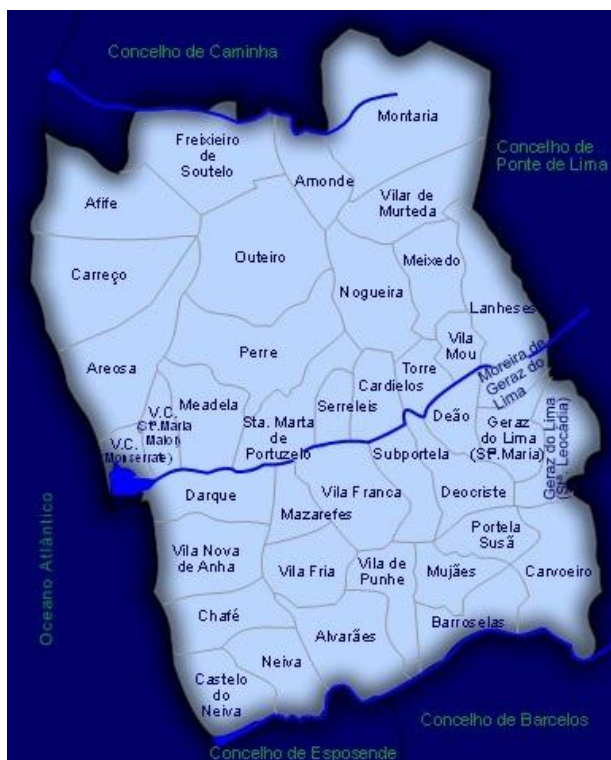 Concelho de Caminha
Montaria
Freixieiro
de
Soutelo
Concelho de
Ponte de Lima
Amonde
Afife
Vilar de
Murteda
Outeiro
Meixedo
Carreço
Nogueira
Lanheses
Vila
Mou
Perre
Areosa
Torre
Moreira de
Geraz do
Lima
Cardielos
Meadela
Serreleis
V.C.
(Stª.Maria
Maior)
Sta. Marta
de
Portuzelo
Deão
Geraz
do Lima
(Stª.Maria)
Geraz do Lima
(Sta. Leocádia)
V.C.
Monserrate)
Subportela
Darque
Vila Franca
Deocriste
Mazarefes
Portela
Susã
Vila Nova
de Anha
Vila Fria
Vila de
Punhe
Mujães
Carvoeiro
Oceano Atlântico
Chafé
Barroselas
Alvarães
Neiva
Castelo
do
Neiva
Concelho de Barcelos
Concelho de Esposende